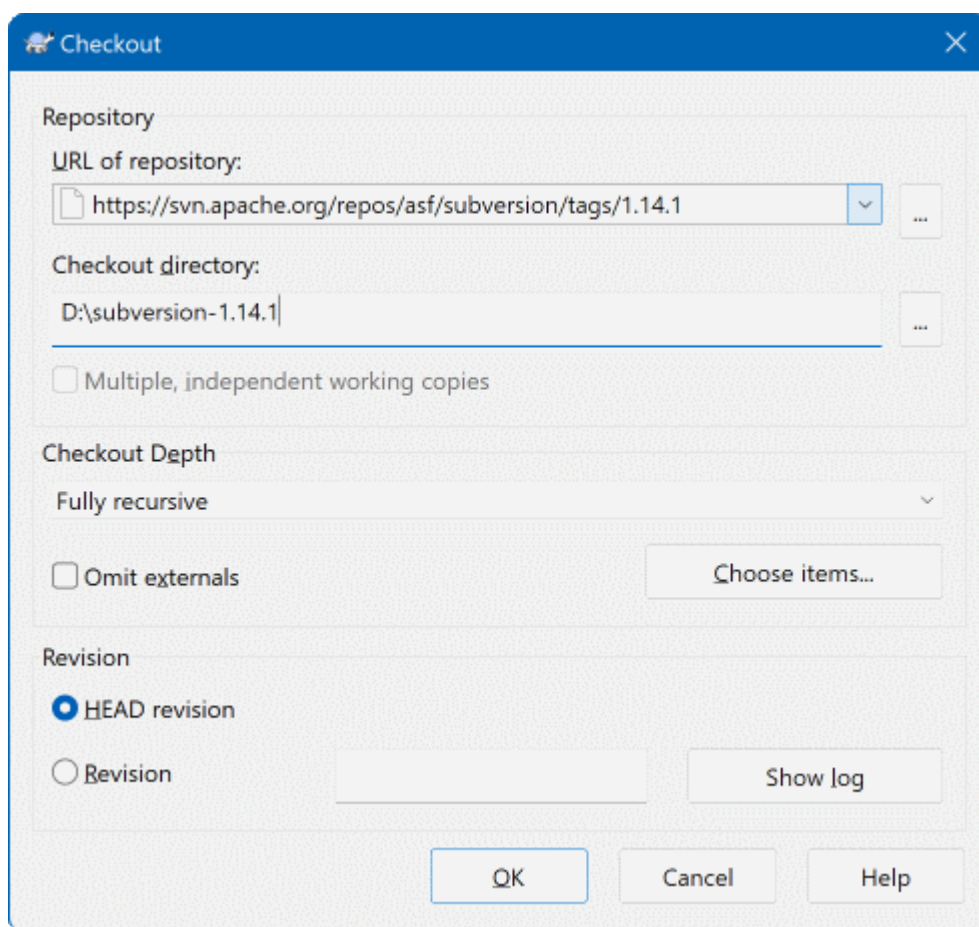 Checkout
Repository
URL of repository:
https://svn.apache.org/repos/asf/subversion/tags/1.14.1
...
Checkout directory:
D:\subversion-1.14.1
...
Multiple, independent working copies
Checkout Depth
Fully recursive
Omit externals
Choose items...
Revision
HEAD revision
Revision
Show log
OK
Cancel
Help